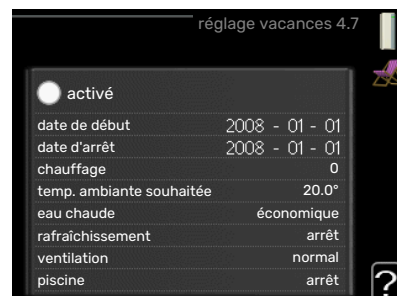 réglage vacances 4.7
activé
date de début 2008 - 01 - 01
date d'arrêt 2008 - 01 - 01
chauffage 0
temp. ambiante souhaitée 20.0°
eau chaude économique
rafraîchissement arrêt
ventilation normal
piscine arrêt
?